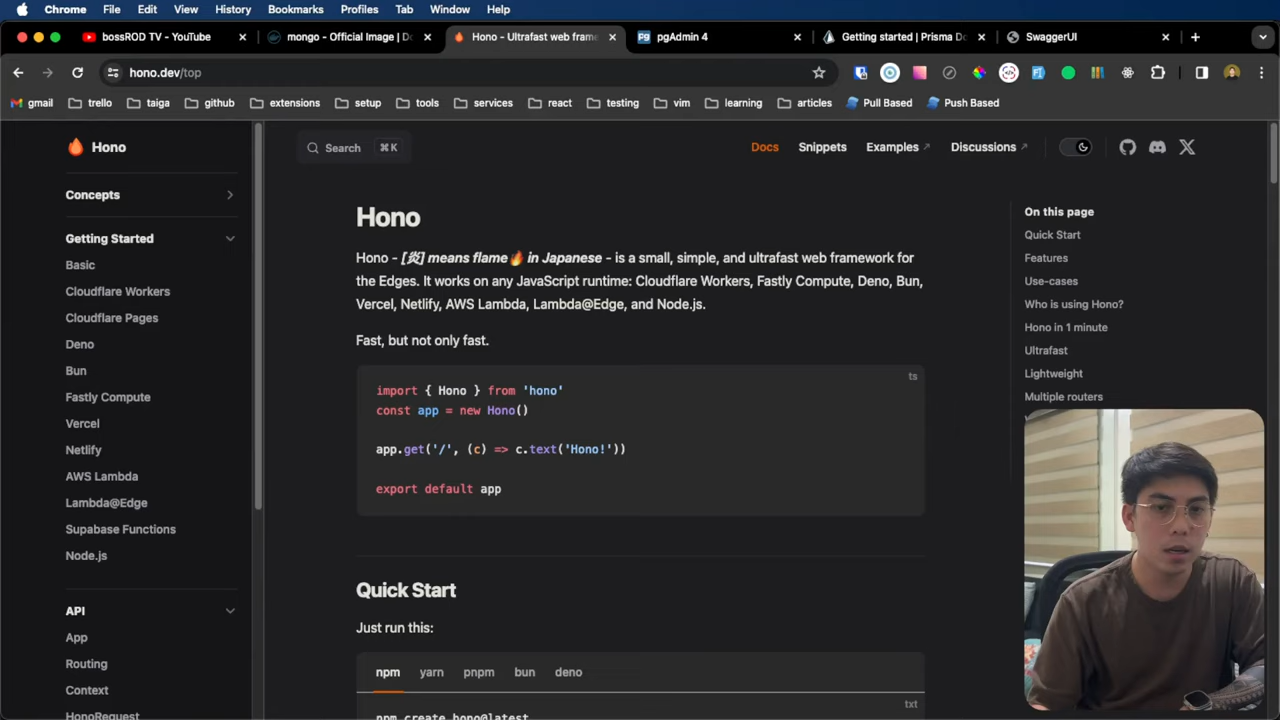 Chrome File Edit View History Bookmarks Profiles Tab Window Help
bossROD TV - YouTube
mongo - Official Image | Do
Hono - Ultrafast web frame
pgAdmin 4
Getting started | Prisma Do
SwaggerUI
hono.dev/top
gmail trello taiga github extensions setup tools services react testing vim learning articles Pull Based Push Based
Hono
Search ⌘K
Docs Snippets Examples ↗ Discussions ↗
Concepts
Getting Started
Basic
Cloudflare Workers
Cloudflare Pages
Deno
Bun
Fastly Compute
Vercel
Netlify
AWS Lambda
Lambda@Edge
Supabase Functions
Node.js
API
App
Routing
Context
HonoRequest
Hono
Hono - [炎] means flame🔥 in Japanese - is a small, simple, and ultrafast web framework for
the Edges. It works on any JavaScript runtime: Cloudflare Workers, Fastly Compute, Deno, Bun,
Vercel, Netlify, AWS Lambda, Lambda@Edge, and Node.js.
Fast, but not only fast.
ts
import { Hono } from 'hono'
const app = new Hono()
app.get('/', (c) => c.text('Hono!'))
export default app
Quick Start
Just run this:
npm yarn pnpm bun deno
txt
npm create hono@latest
On this page
Quick Start
Features
Use-cases
Who is using Hono?
Hono in 1 minute
Ultrafast
Lightweight
Multiple routers